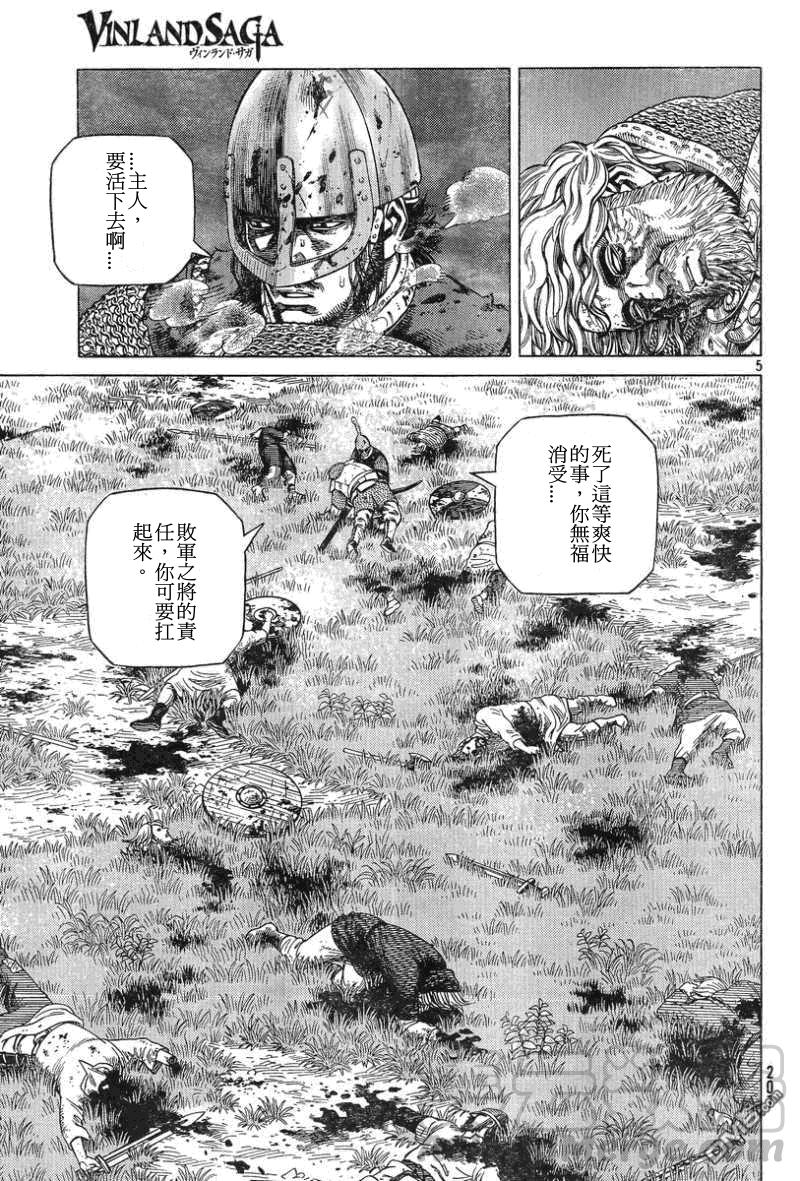 VINLAND SAGA
ヴィンランド・サガ
……主人，
要活下去啊
……
5
死了這等爽快
的事，你無福
消受……
敗軍之將的責
任，你可要扛
起來。